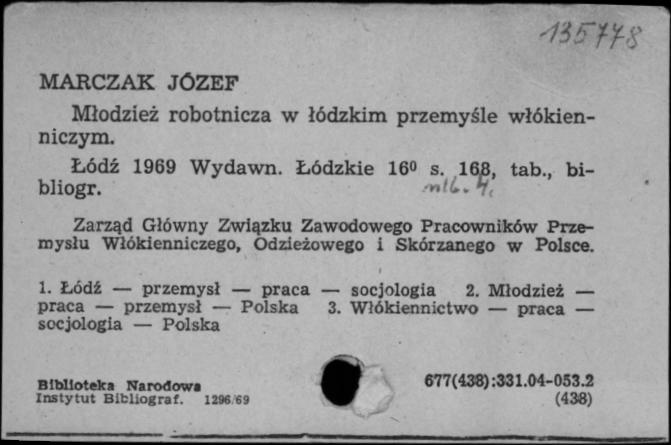 135778
MARCZAK JÓZEF
Młodzież robotnicza w łódzkim przemyśle włókien-
niczym.
Łódź 1969 Wydawn. Łódzkie 16⁰ s. 168, tab., bi-
bliogr.
nlb. 4.
Zarząd Główny Związku Zawodowego Pracowników Prze-
mysłu Włókienniczego, Odzieżowego i Skórzanego w Polsce.
1. Łódź — przemysł — praca — socjologia 2. Młodzież —
praca — przemysł — Polska 3. Włókiennictwo — praca —
socjologia — Polska
Biblioteka Narodowa 677(438):331.04-053.2
Instytut Bibliograf. 1296/69 (438)